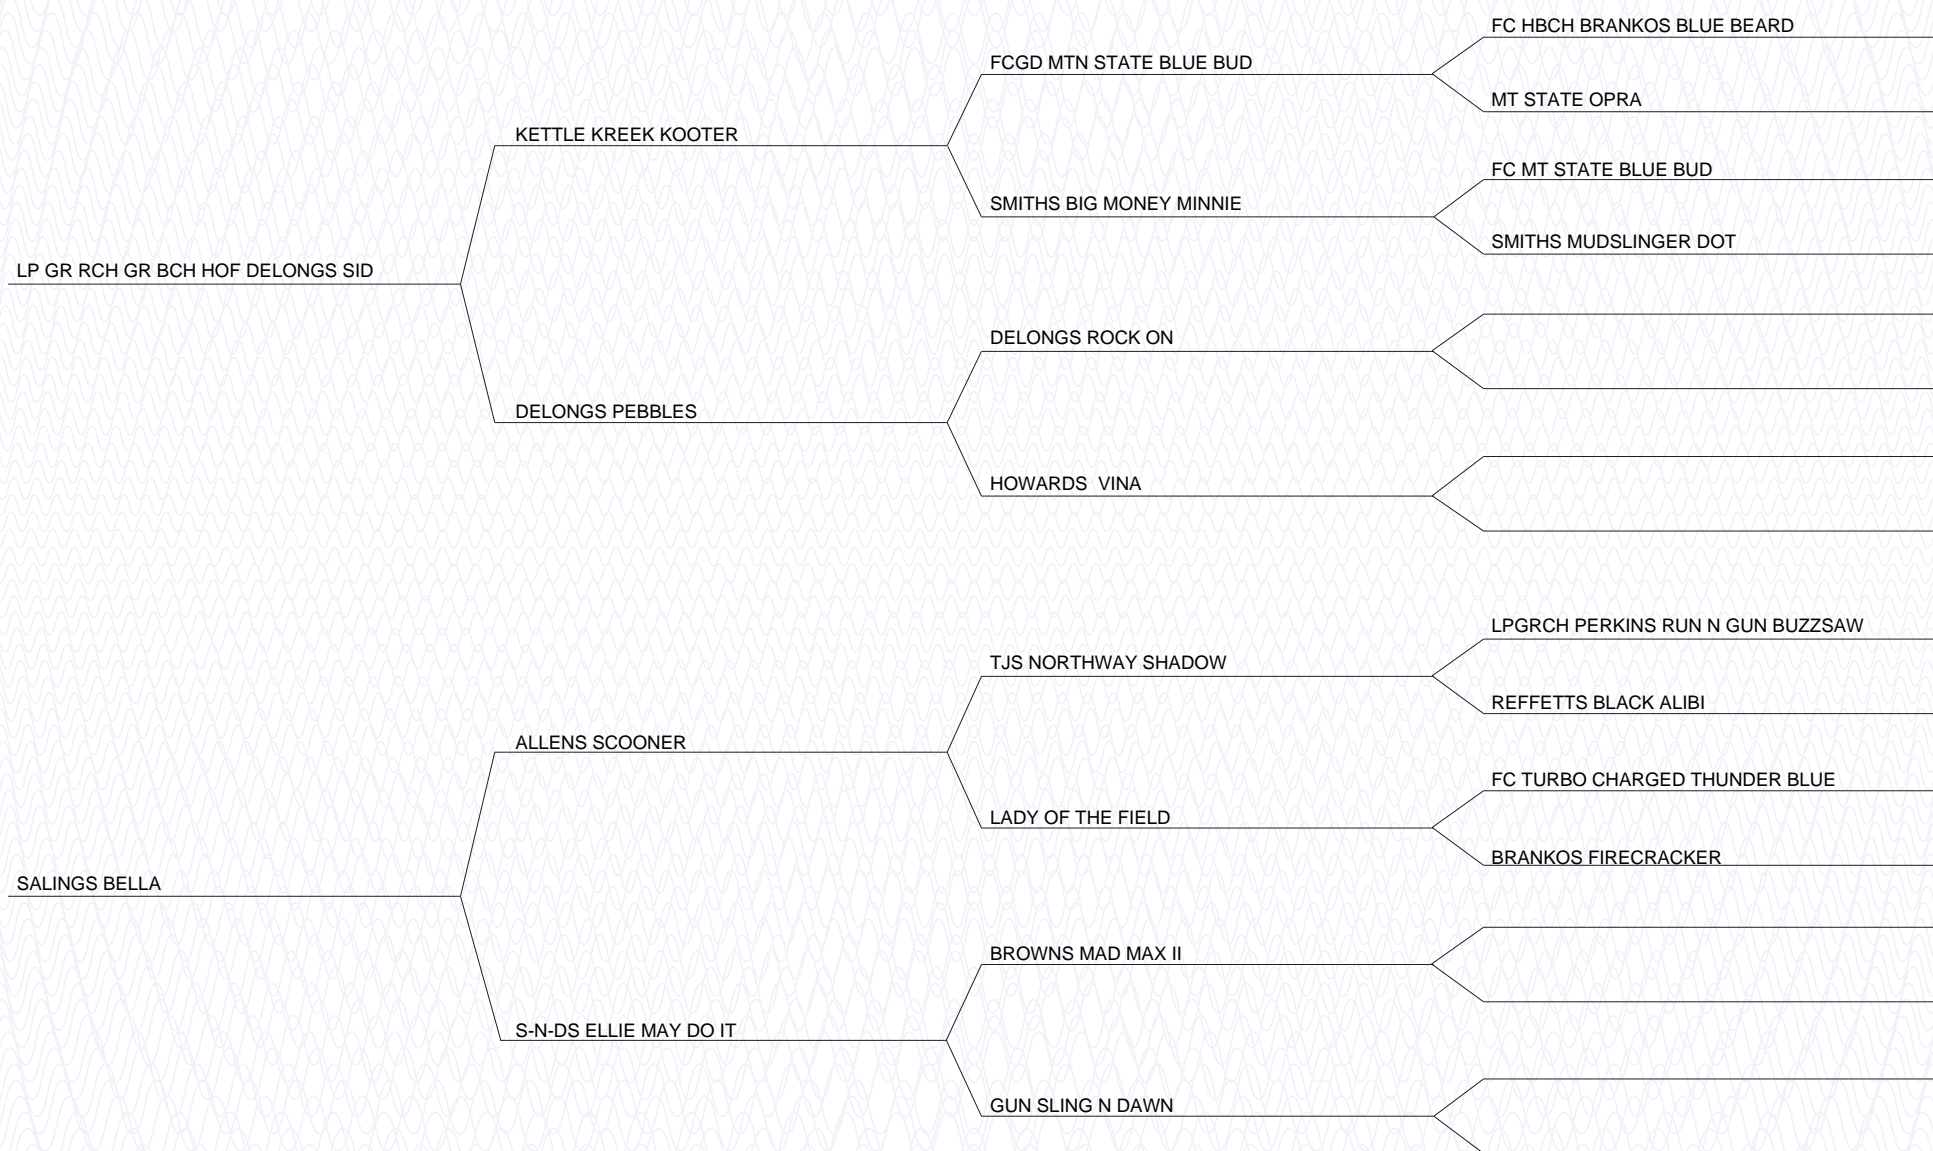 FC HBCH BRANKOS BLUE BEARD
FCGD MTN STATE BLUE BUD
MT STATE OPRA
KETTLE KREEK KOOTER
FC MT STATE BLUE BUD
SMITHS BIG MONEY MINNIE
SMITHS MUDSLINGER DOT
LP GR RCH GR BCH HOF DELONGS SID
DELONGS ROCK ON
DELONGS PEBBLES
HOWARDS  VINA
LPGRCH PERKINS RUN N GUN BUZZSAW
TJS NORTHWAY SHADOW
REFFETTS BLACK ALIBI
ALLENS SCOONER
FC TURBO CHARGED THUNDER BLUE
LADY OF THE FIELD
BRANKOS FIRECRACKER
SALINGS BELLA
BROWNS MAD MAX II
S-N-DS ELLIE MAY DO IT
GUN SLING N DAWN